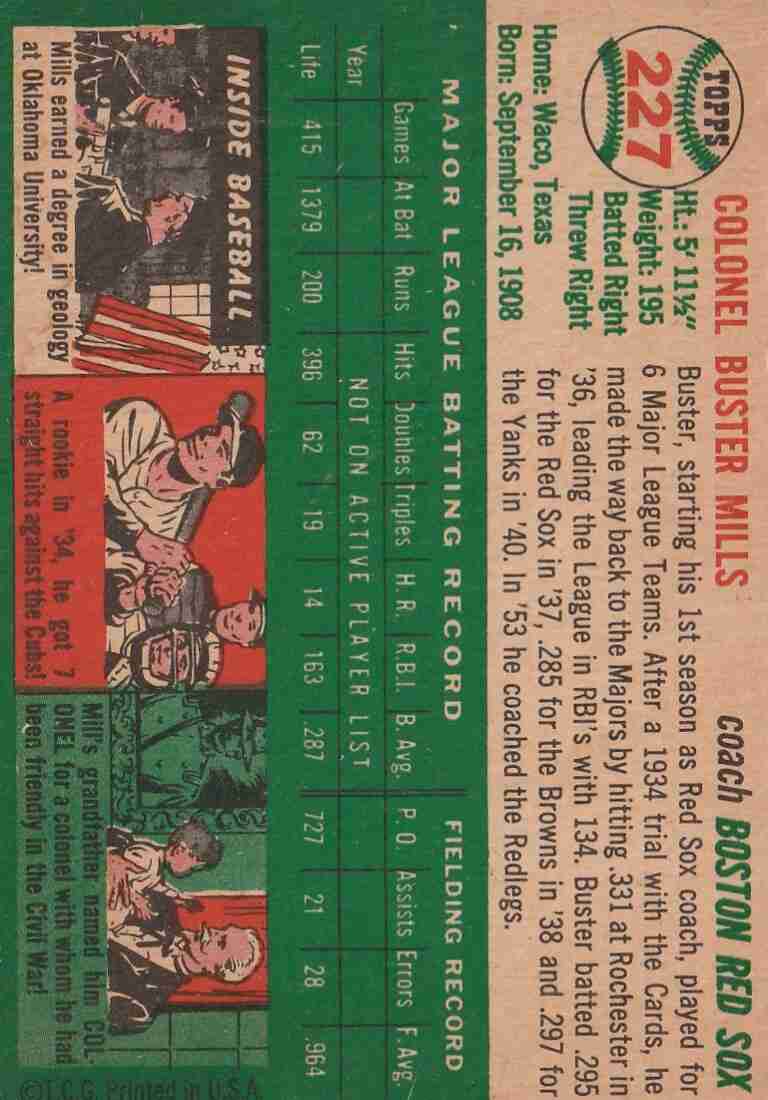 TOPPS
227
COLONEL BUSTER MILLS
coach BOSTON RED SOX
Ht.: 5' 11½"
Weight: 195
Batted Right
Threw Right
Home: Waco, Texas
Born: September 16, 1908
Buster, starting his 1st season as Red Sox coach, played for
6 Major League Teams. After a 1934 trial with the Cards, he
made the way back to the Majors by hitting .331 at Rochester in
'36, leading the League in RBI's with 134. Buster batted .295
for the Red Sox in '37, .285 for the Browns in '38 and .297 for
the Yanks in '40. In '53 he coached the Redlegs.
MAJOR LEAGUE BATTING RECORD FIELDING RECORD
Games At Bat Runs Hits Doubles Triples H.R. R.B.I. B. Avg. P.O. Assists Errors F. Avg.
Year NOT ON ACTIVE PLAYER LIST
Life 415 1379 200 396 62 19 14 163 .287 727 21 28 .964
INSIDE BASEBALL
Mills earned a degree in geology
at Oklahoma University!
A rookie in '34, he got 7
straight hits against the Cubs!
Mill's grandfather named him COL-
ONEL for a colonel with whom he had
been friendly in the Civil War!
©T.C.G. Printed in U.S.A.